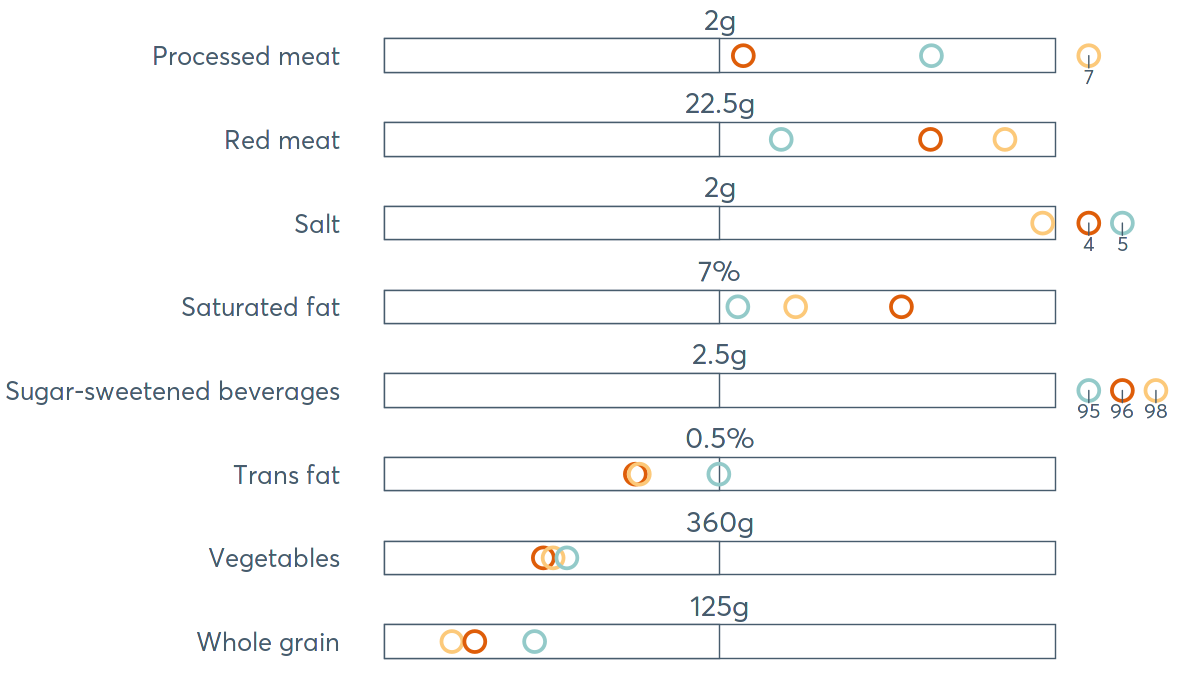 2g
Processed meat
7
22.5g
Red meat
2g
Salt
4 5
7%
Saturated fat
2.5g
Sugar-sweetened beverages
95 96 98
0.5%
Trans fat
360g
Vegetables
125g
Whole grain